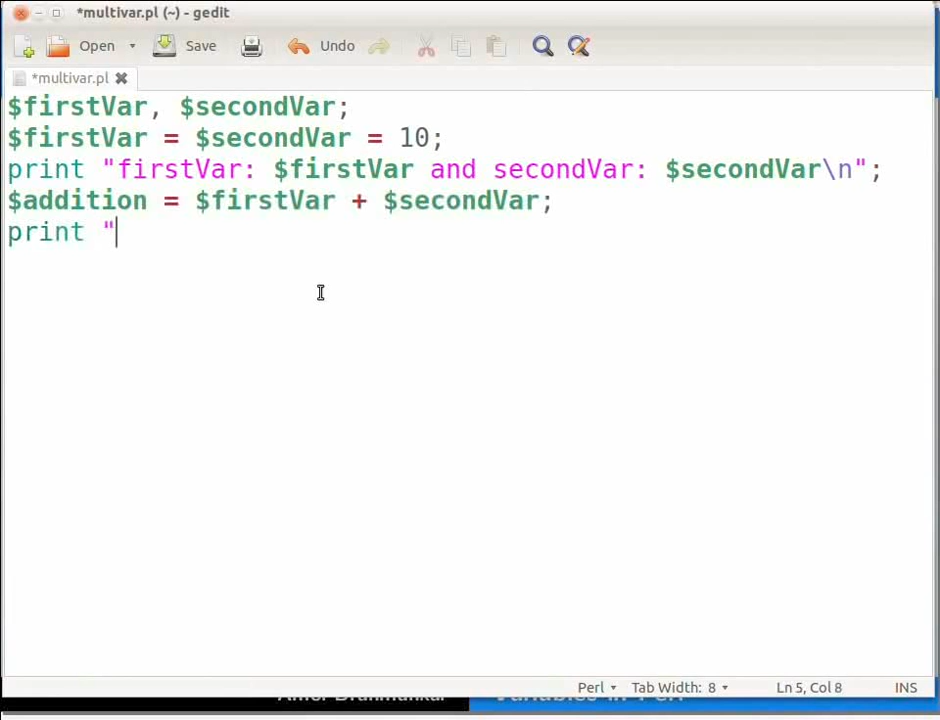 *multivar.pl (~) - gedit
Open Save Undo
*multivar.pl
$firstVar, $secondVar;
$firstVar = $secondVar = 10;
print "firstVar: $firstVar and secondVar: $secondVar\n";
$addition = $firstVar + $secondVar;
print "
Perl Tab Width: 8 Ln 5, Col 8 INS